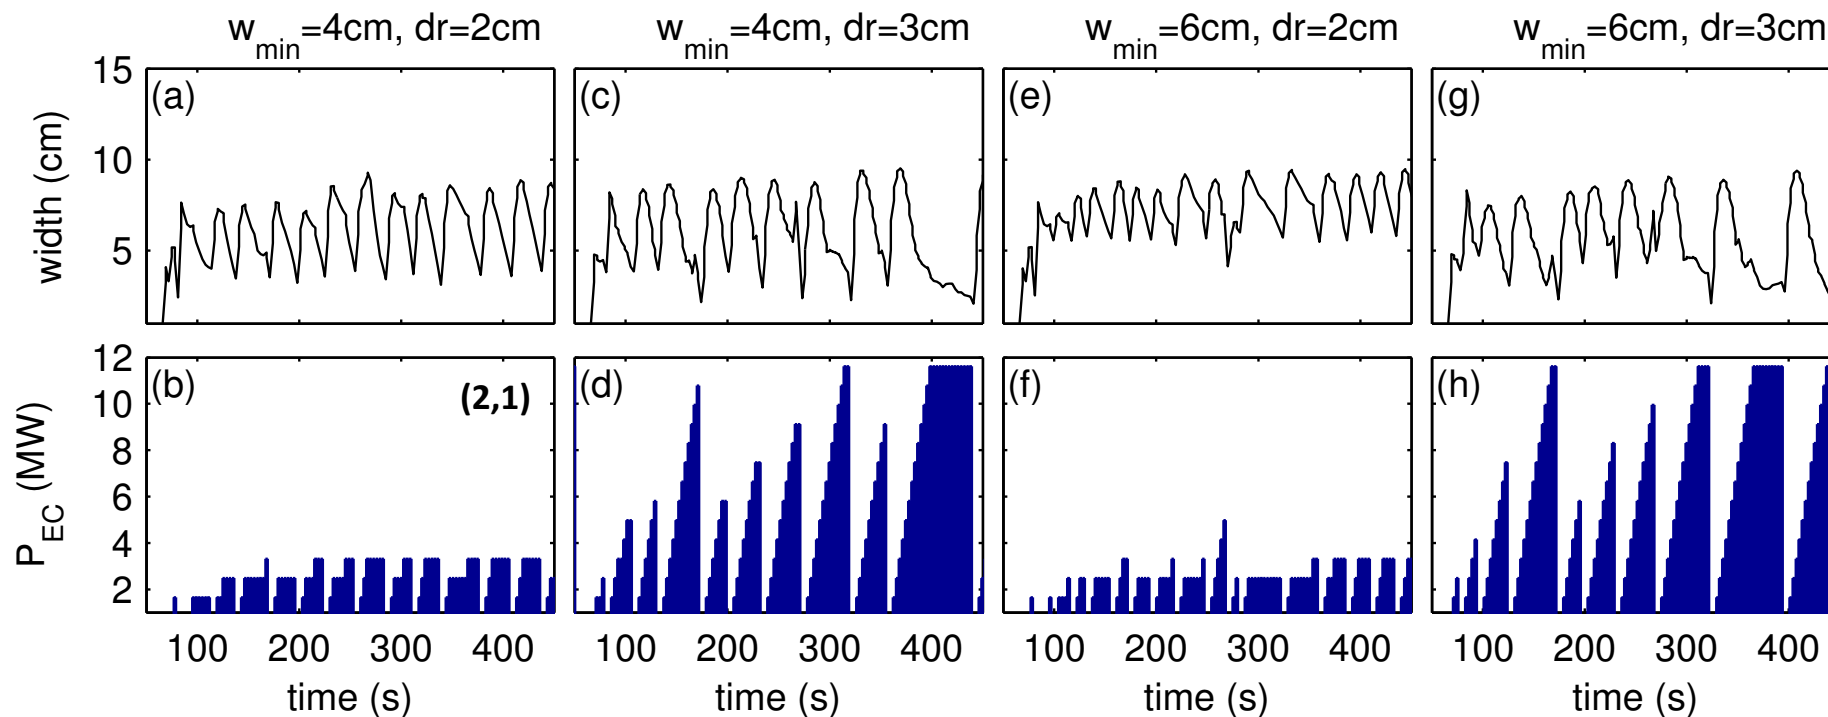 w_min=4cm, dr=2cm
w_min=4cm, dr=3cm
w_min=6cm, dr=2cm
w_min=6cm, dr=3cm
15
10
5
width (cm)
(a)
(c)
(e)
(g)
12
10
8
6
4
2
P_EC (MW)
(b)
(2,1)
(d)
(f)
(h)
100 200 300 400
100 200 300 400
100 200 300 400
100 200 300 400
time (s)
time (s)
time (s)
time (s)